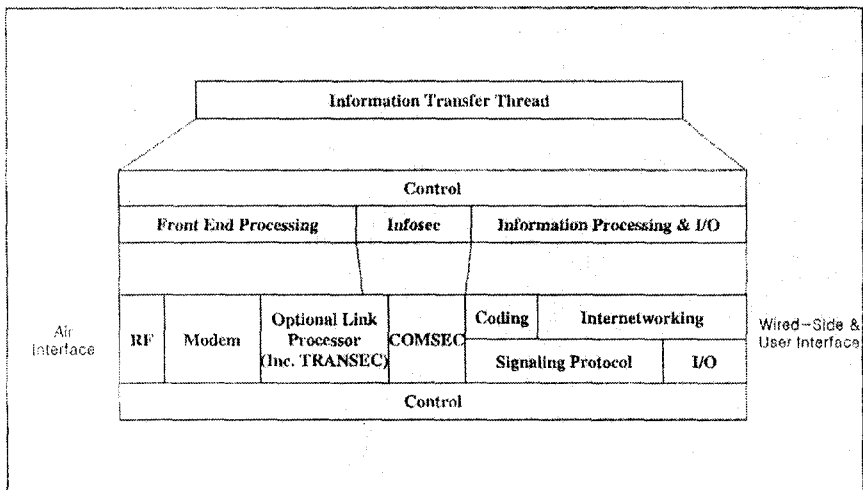 Information Transfer Thread
Control
Front End Processing
Infosec
Information Processing & I/O
Air
Interface
RF
Modem
Optional Link
Processor
(Inc. TRANSEC)
COMSEC
Coding
Internetworking
Signaling Protocol
I/O
Wired-Side &
User Interface
Control